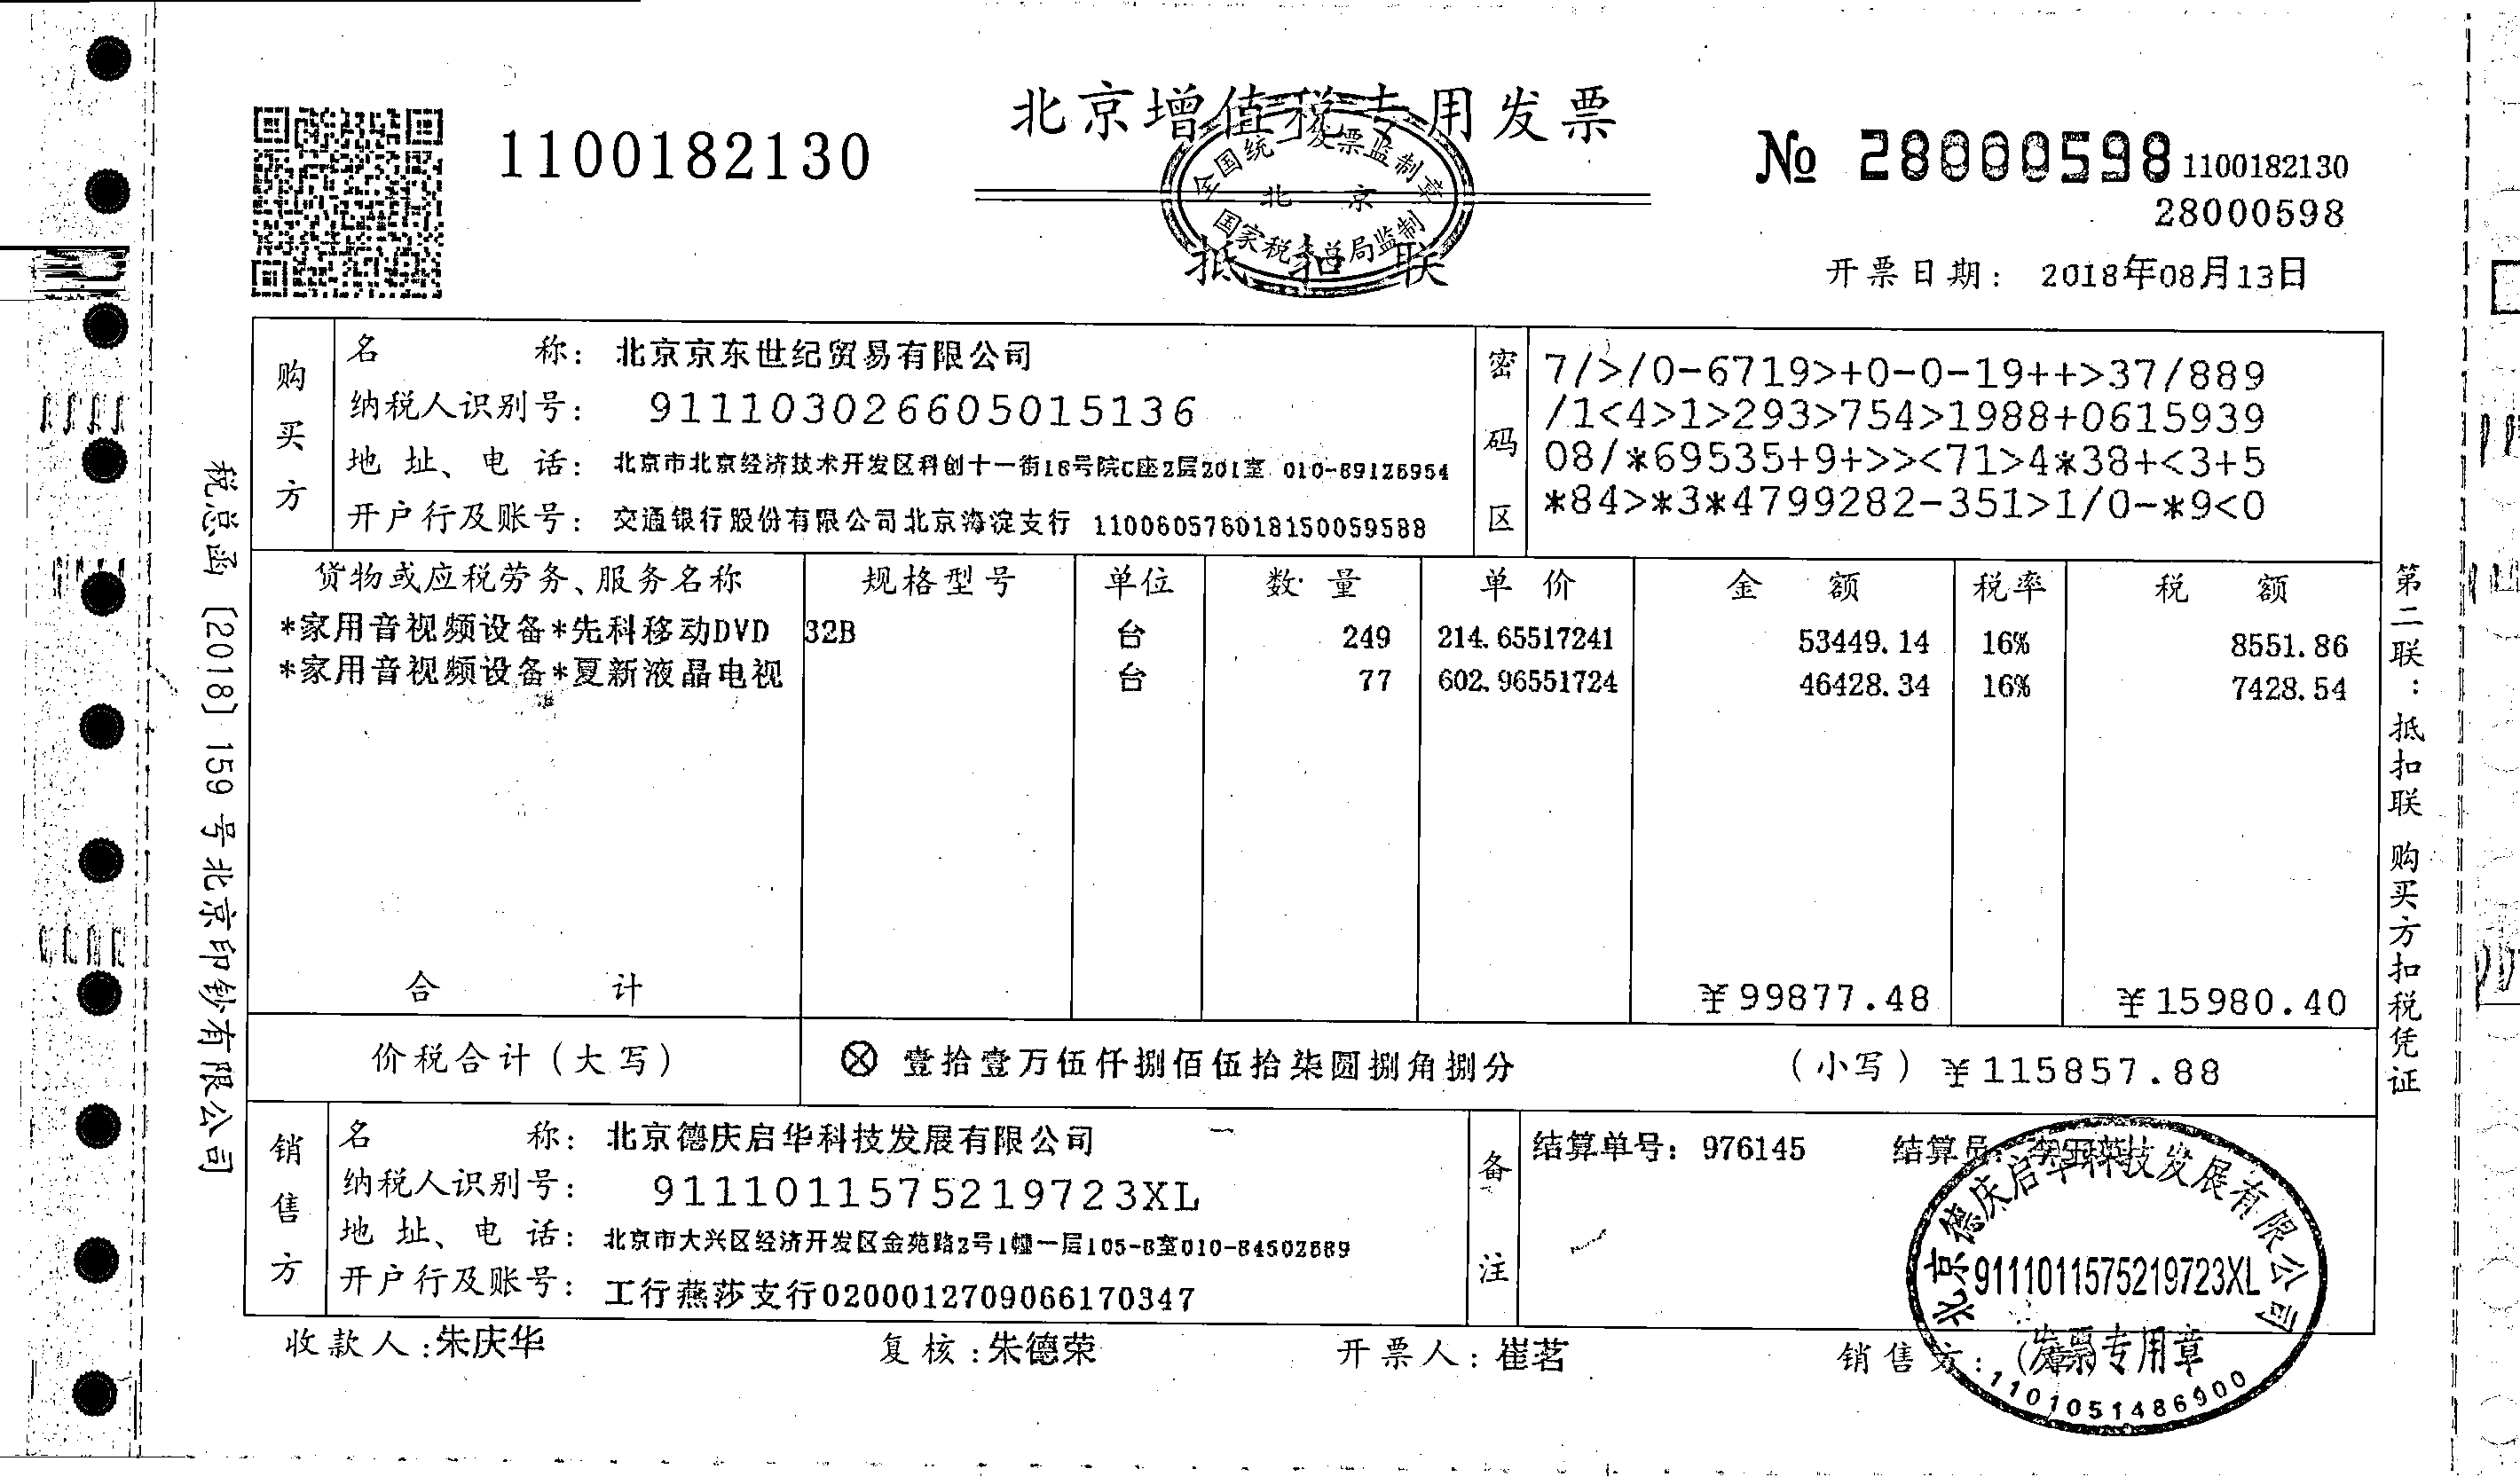 北京增值税专用发票
1100182130
全国统一发票监制章
北京
国家税务总局监制
抵扣联
№ 28000598
1100182130
28000598
开票日期： 2018年08月13日
税总函〔2018〕159号北京印钞有限公司
第二联：抵扣联 购买方扣税凭证
购买方
名称： 北京京东世纪贸易有限公司
纳税人识别号： 911103026605015136
地址、电话： 北京市北京经济技术开发区科创十一街18号院C座2层201室 010-89126954
开户行及账号： 交通银行股份有限公司北京海淀支行 110060576018150059588
密码区
7/>/0-6719>+0-0-19++>37/889
/1<4>1>293>754>1988+0615939
08/*69535+9+>><71>4*38+<3+5
*84>*3*4799282-351>1/0-*9<0
货物或应税劳务、服务名称 规格型号 单位 数量 单价 金额 税率 税额
*家用音视频设备*先科移动DVD 32B 台 249 214.65517241 53449.14 16% 8551.86
*家用音视频设备*夏新液晶电视 台 77 602.96551724 46428.34 16% 7428.54
合计 ￥99877.48 ￥15980.40
价税合计（大写） ⊗ 壹拾壹万伍仟捌佰伍拾柒圆捌角捌分 （小写）￥115857.88
销售方
名称： 北京德庆启华科技发展有限公司
纳税人识别号： 9111011575219723XL
地址、电话： 北京市大兴区经济开发区金苑路2号1幢一层105-8室010-84502889
开户行及账号： 工行燕莎支行0200012709066170347
备注
结算单号：976145 结算员：
收款人：朱庆华 复核：朱德荣 开票人：崔茗 销售方：（章）
北京德庆启华科技发展有限公司
9111011575219723XL
发票专用章
1101051486900